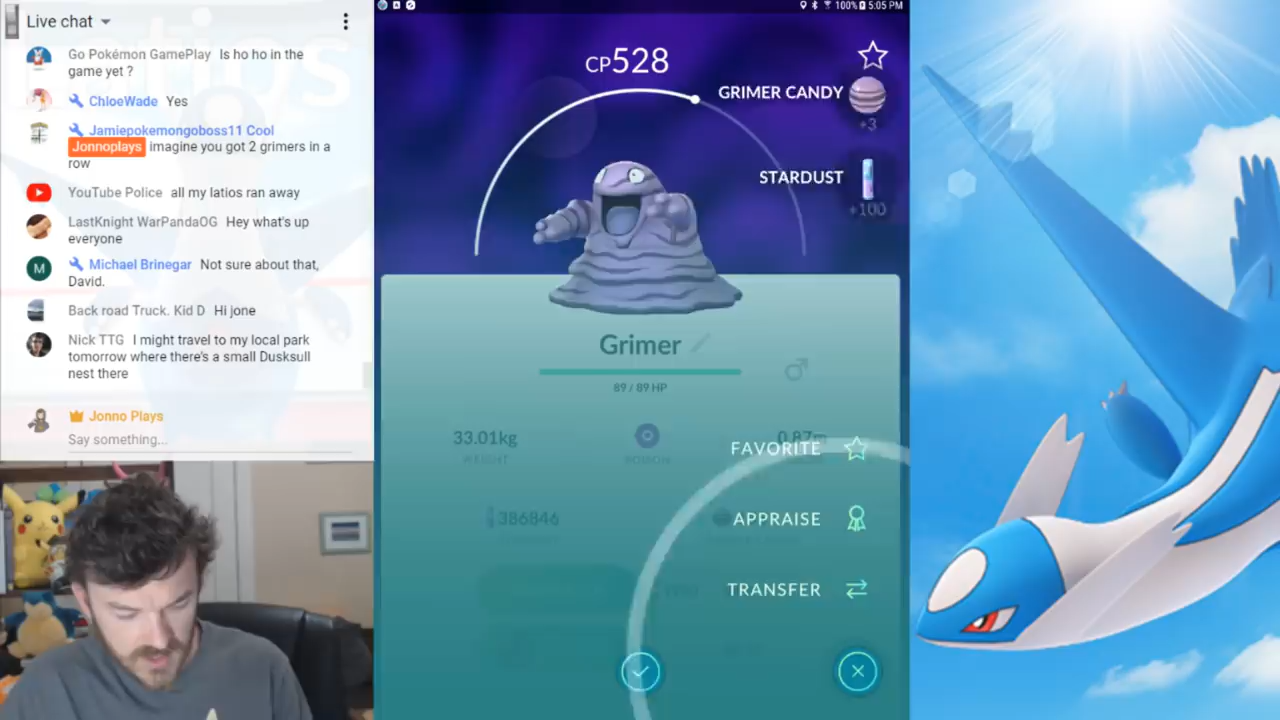 Live chat
Go Pokémon GamePlay Is ho ho in the
game yet ?
ChloeWade Yes
Jamiepokemongoboss11 Cool
Jonnoplays imagine you got 2 grimers in a
row
YouTube Police all my latios ran away
LastKnight WarPandaOG Hey what's up
everyone
M
Michael Brinegar Not sure about that,
David.
Back road Truck. Kid D Hi jone
Nick TTG I might travel to my local park
tomorrow where there's a small Dusksull
nest there
Jonno Plays
Say something...
100% 5:05 PM
CP528
GRIMER CANDY
+3
STARDUST
+100
Grimer
89 / 89 HP
33.01kg
WEIGHT
POISON
0.87m
FAVORITE
386846
APPRAISE
TRANSFER